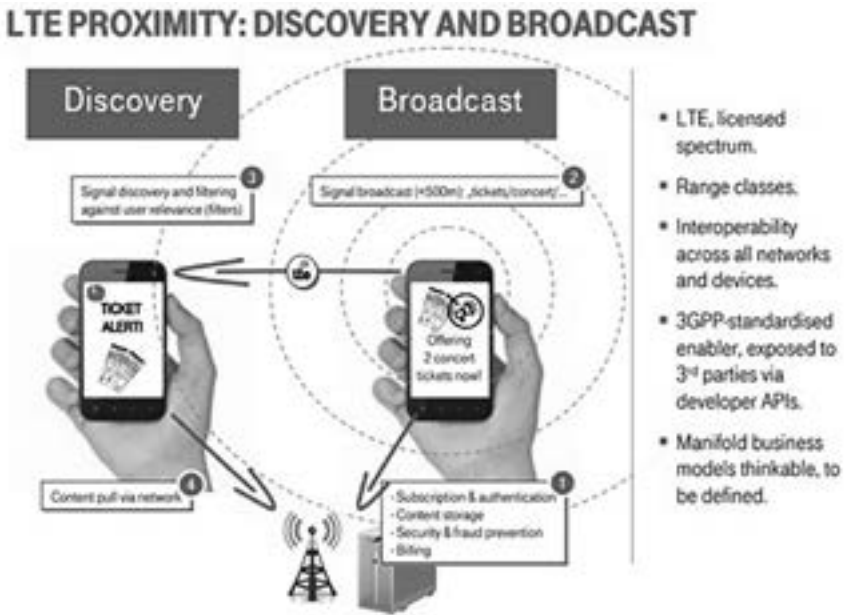 LTE PROXIMITY: DISCOVERY AND BROADCAST
Discovery
Broadcast
3
Signal discovery and filtering
against user relevance (filters)
2
Signal broadcast (<500m): „tickets/concert/...
lte
TICKET
ALERT!
Offering
2 concert
tickets now!
4
Content pull via network
1
- Subscription & authentication
- Content storage
- Security & fraud prevention
- Billing
▪ LTE, licensed
spectrum.
▪ Range classes.
▪ Interoperability
across all networks
and devices.
▪ 3GPP-standardised
enabler, exposed to
3rd parties via
developer APIs.
▪ Manifold business
models thinkable, to
be defined.